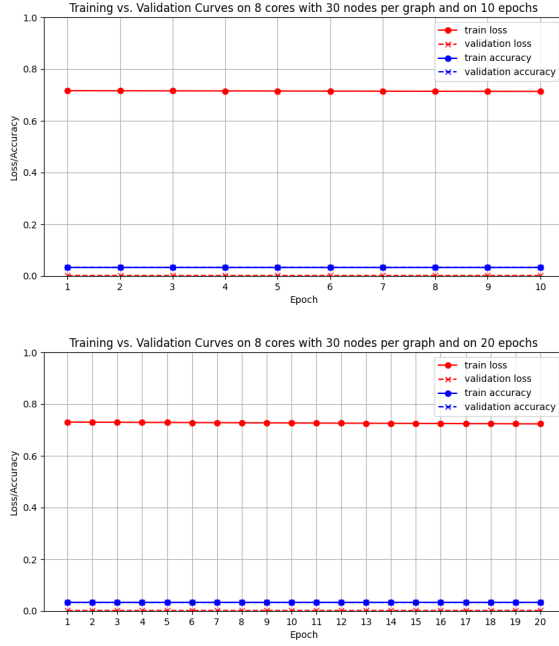 Training vs. Validation Curves on 8 cores with 30 nodes per graph and on 10 epochs
1.0
0.8
0.6
0.4
0.2
0.0
Loss/Accuracy
train loss
validation loss
train accuracy
validation accuracy
1 2 3 4 5 6 7 8 9 10
Epoch
Training vs. Validation Curves on 8 cores with 30 nodes per graph and on 20 epochs
1.0
0.8
0.6
0.4
0.2
0.0
Loss/Accuracy
train loss
validation loss
train accuracy
validation accuracy
1 2 3 4 5 6 7 8 9 10 11 12 13 14 15 16 17 18 19 20
Epoch